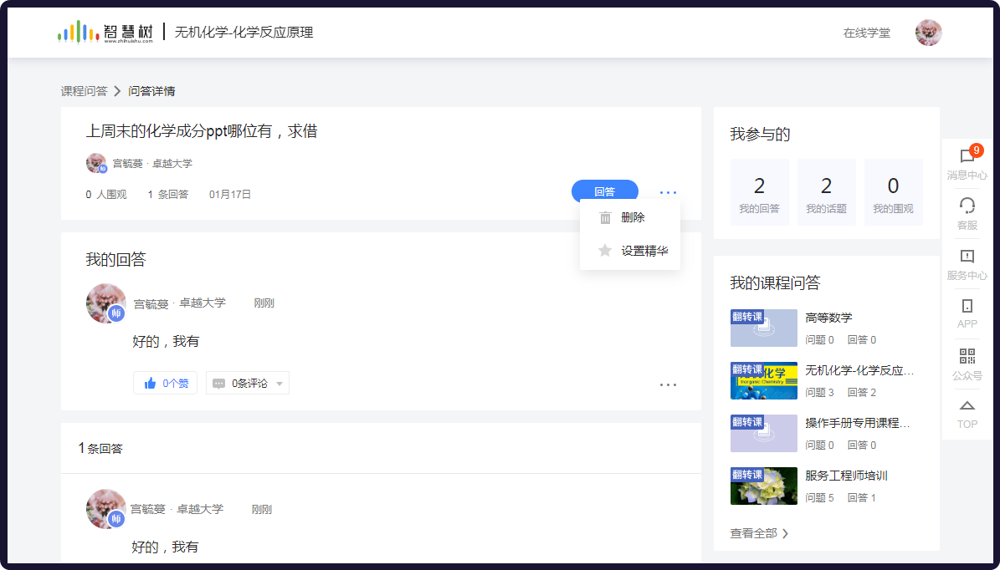 智慧树
www.zhihuishu.com
无机化学-化学反应原理
在线学堂
课程问答
问答详情
上周末的化学成分ppt哪位有，求借
师
宫毓蔓 · 卓越大学
0 人围观 1 条回答 01月17日
回答
删除
设置精华
我的回答
师
宫毓蔓 · 卓越大学 刚刚
好的，我有
0个赞
0条评论
1条回答
师
宫毓蔓 · 卓越大学 刚刚
好的，我有
我参与的
2 2 0
我的回答 我的话题 我的围观
我的课程问答
翻转课
高等数学
问题 0 回答 0
翻转课
化学
Inorganic Chemistry
无机化学-化学反应...
问题 3 回答 2
翻转课
操作手册专用课程...
问题 0 回答 0
翻转课
服务工程师培训
问题 5 回答 1
查看全部
9
消息中心
客服
服务中心
APP
公众号
TOP